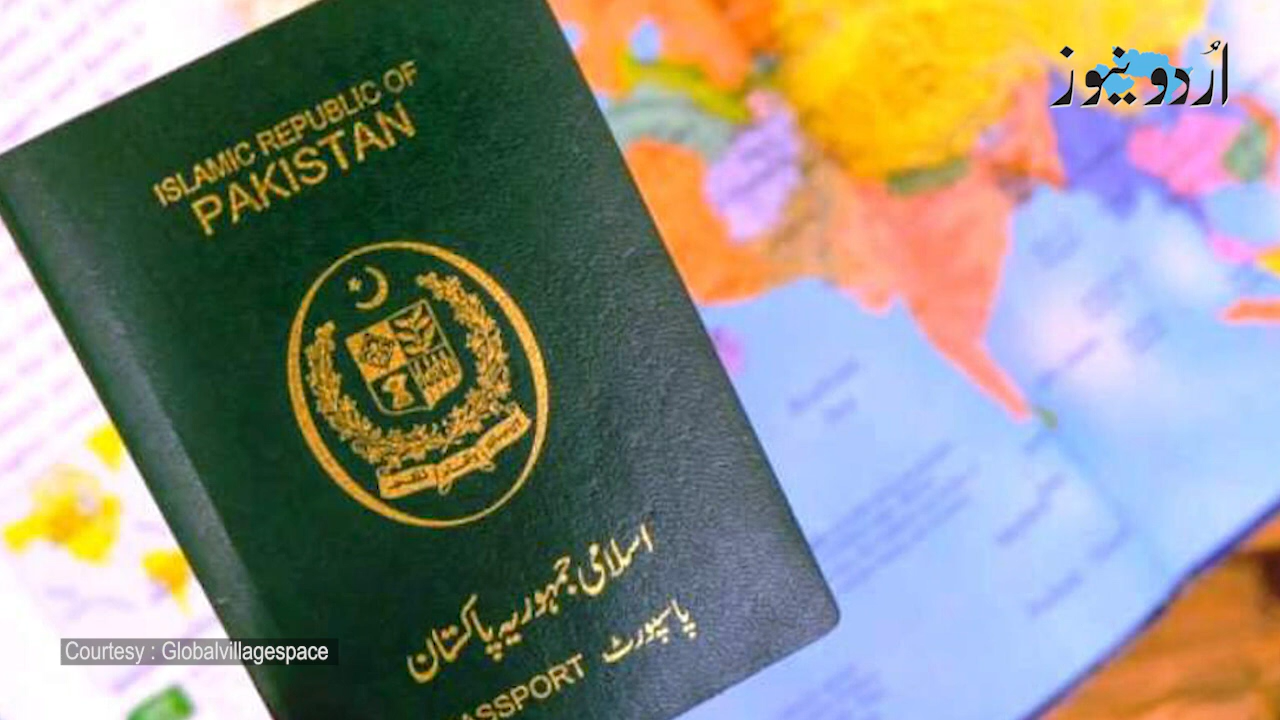 اُردو نیوز
ISLAMIC REPUBLIC OF
PAKISTAN
اسلامی جمہوریہ پاکستان
پاسپورٹ
PASSPORT
Courtesy : Globalvillagespace